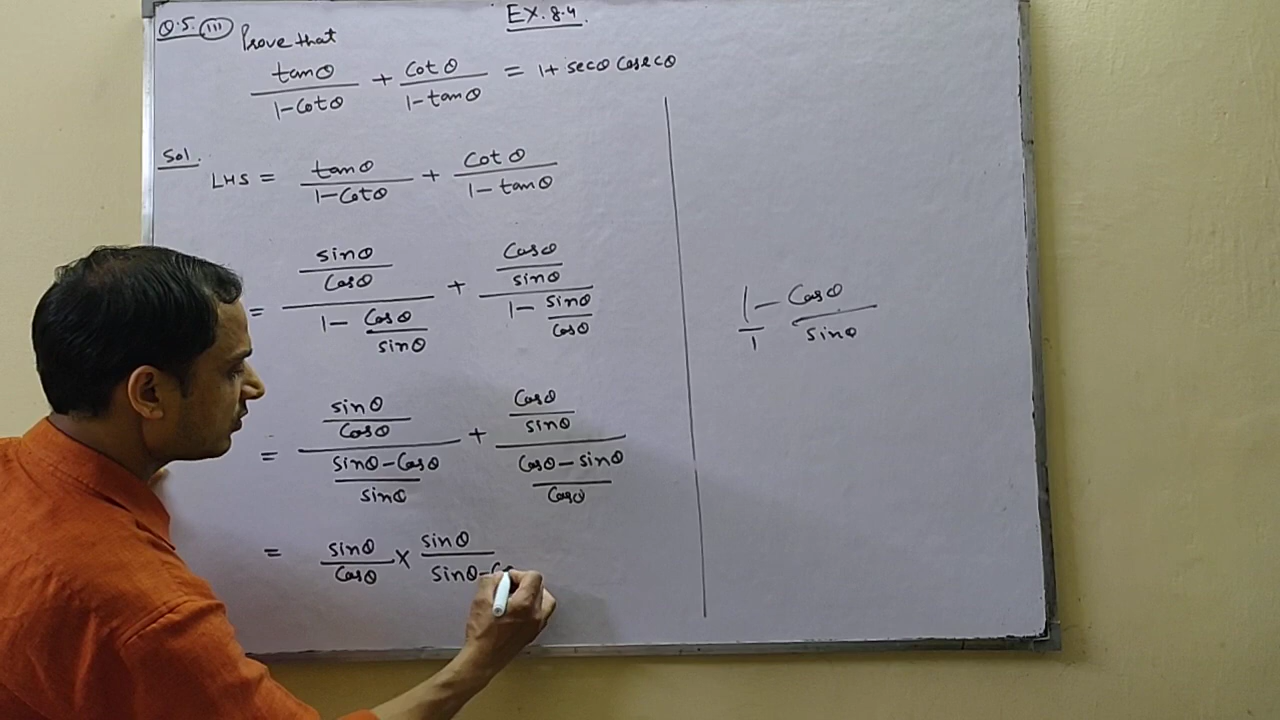 EX. 8.4.
Q.5. (iii) Prove that
tanθ/(1-Cotθ) + Cotθ/(1-tanθ) = 1+ secθ Cosecθ
Sol. LHS = tanθ/(1-Cotθ) + Cotθ/(1-tanθ)
= (sinθ/Cosθ)/(1-Cosθ/sinθ) + (Cosθ/sinθ)/(1-sinθ/Cosθ)
1/1 - Cosθ/sinθ
= (sinθ/Cosθ)/((sinθ-Cosθ)/sinθ) + (Cosθ/sinθ)/((Cosθ-sinθ)/Cosθ)
= sinθ/Cosθ × sinθ/(sinθ-Co